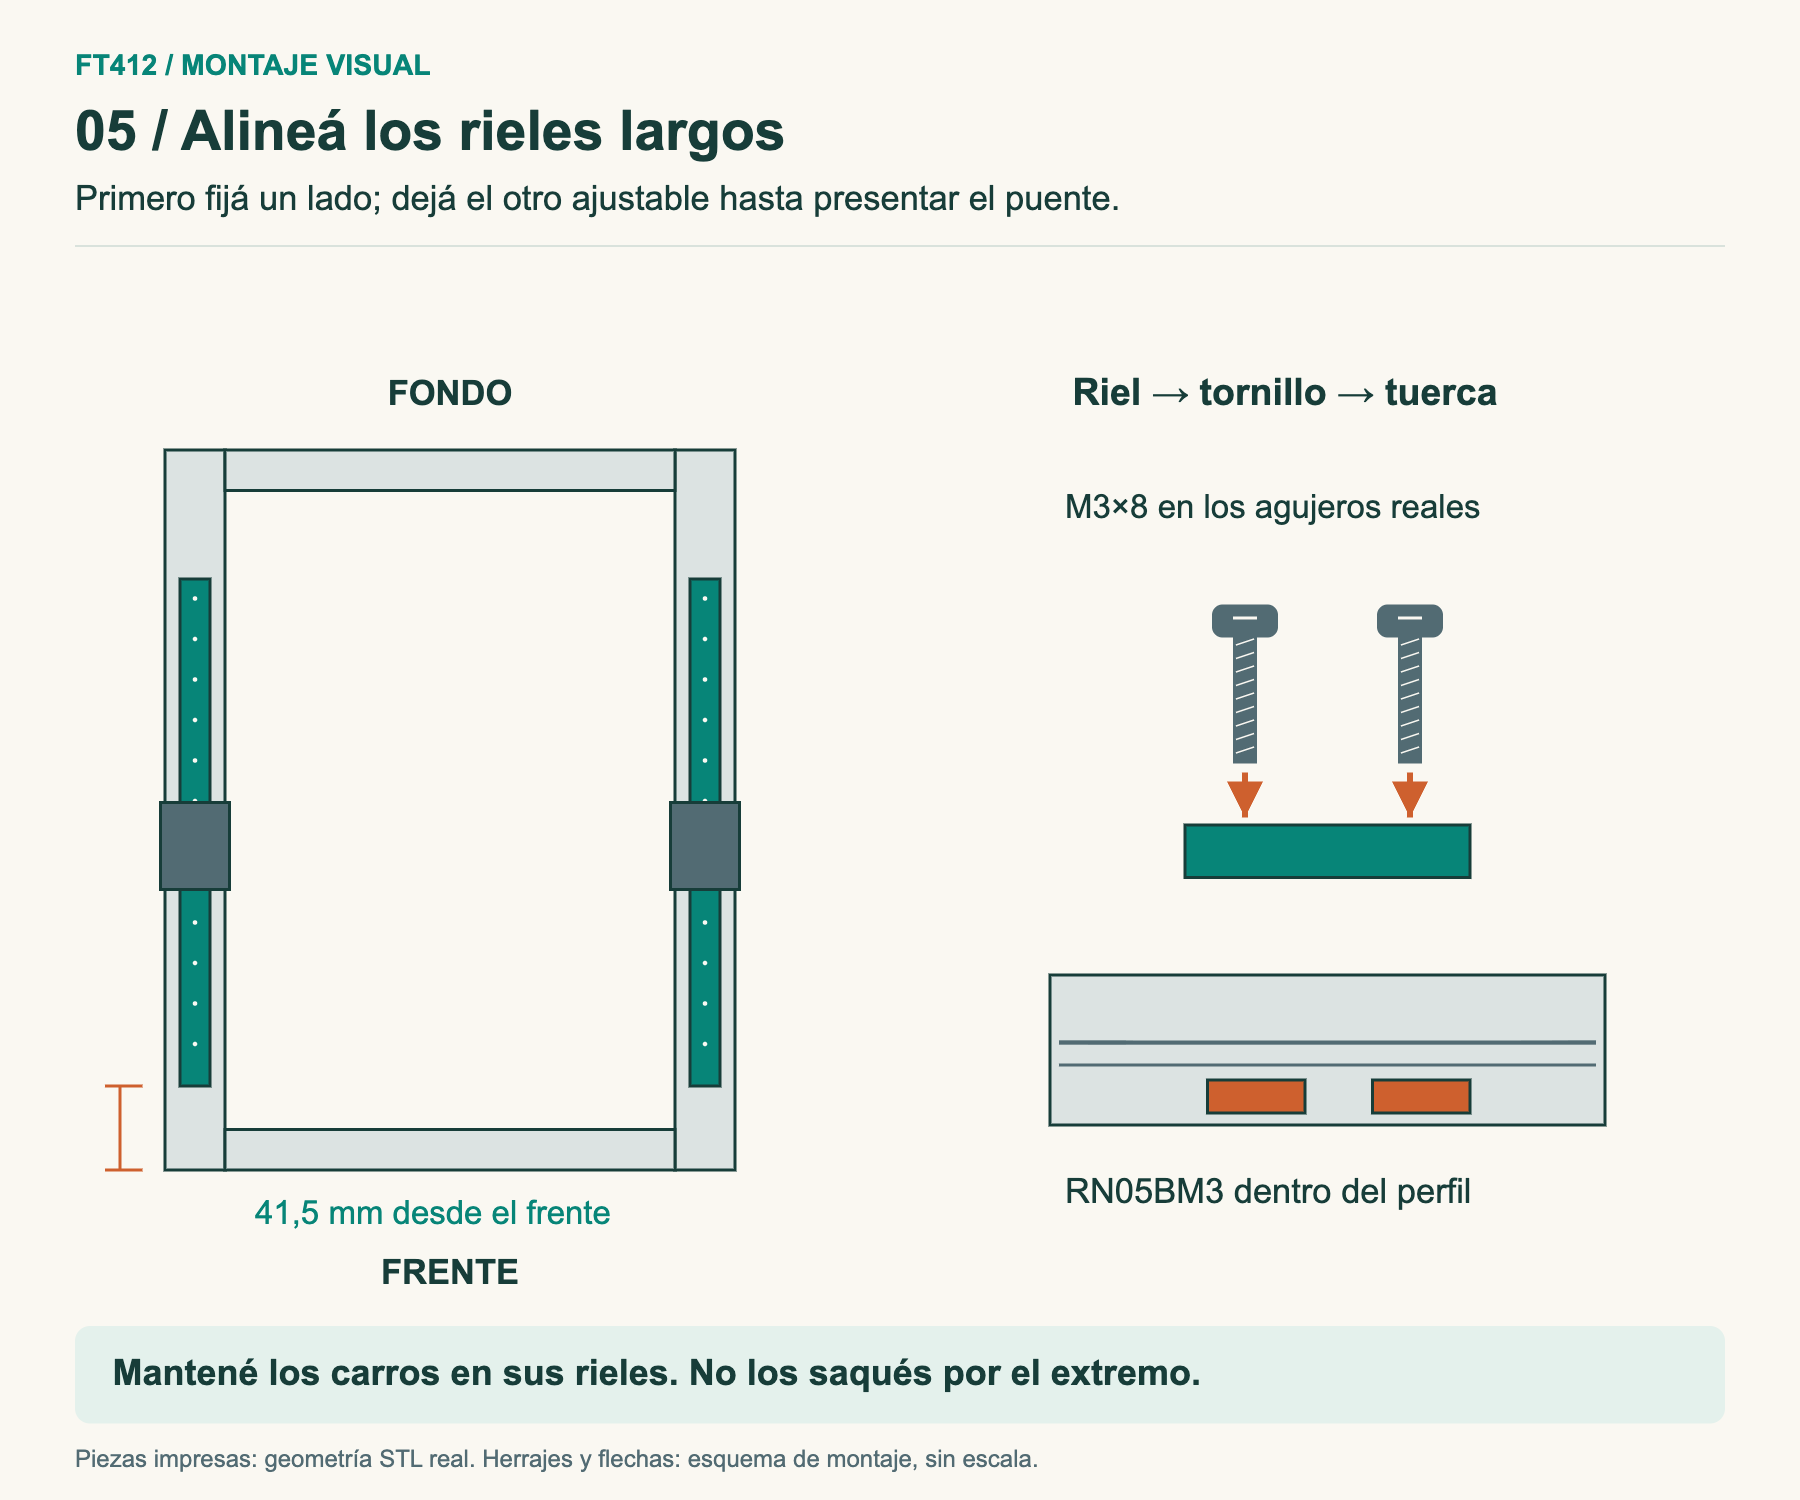 FT412 / MONTAJE VISUAL
05 / Alineá los rieles largos
Primero fijá un lado; dejá el otro ajustable hasta presentar el puente.
FONDO
41,5 mm desde el frente
FRENTE
Riel → tornillo → tuerca
M3×8 en los agujeros reales
RN05BM3 dentro del perfil
Mantené los carros en sus rieles. No los saqués por el extremo.
Piezas impresas: geometría STL real. Herrajes y flechas: esquema de montaje, sin escala.